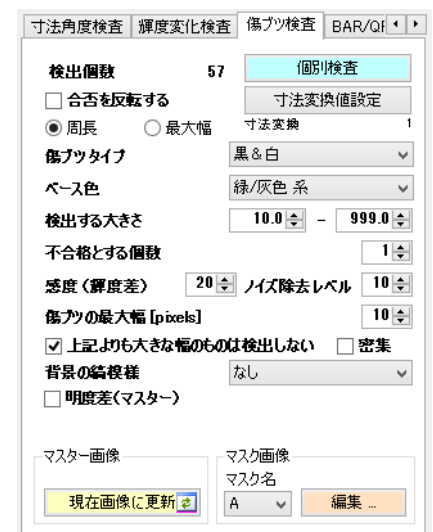 寸法角度検査 輝度変化検査 傷ブツ検査 BAR/QR
検出個数 57 個別検査
合否を反転する 寸法変換値設定
周長 最大幅 寸法変換 1
傷ブツタイプ 黒&白
ベース色 緑/灰色 系
検出する大きさ 10.0 - 999.0
不合格とする個数 1
感度(輝度差) 20 ノイズ除去レベル 10
傷ブツの最大幅 [pixels] 10
上記よりも大きな幅のものは検出しない 密集
背景の縞模様 なし
明度差(マスター)
マスター画像 マスク画像
マスク名
現在画像に更新 A 編集 ...